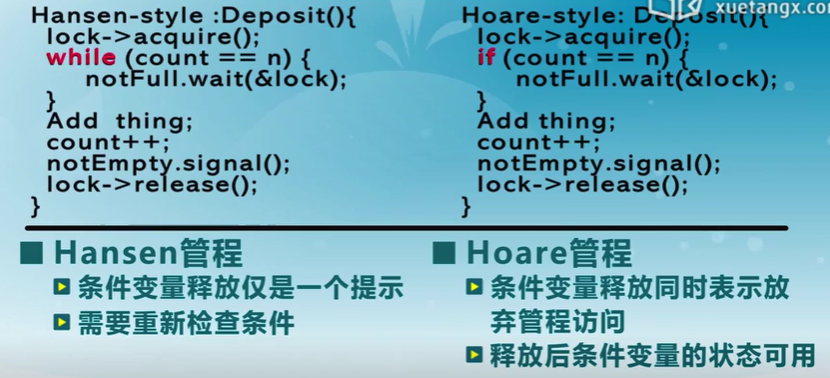 xuetangx.com
Hansen-style :Deposit(){
lock->acquire();
while (count == n) {
notFull.wait(&lock);
}
Add thing;
count++;
notEmpty.signal();
lock->release();
}
Hoare-style: Deposit(){
lock->acquire();
if (count == n) {
notFull.wait(&lock);
}
Add thing;
count++;
notEmpty.signal();
lock->release();
}
Hansen管程
条件变量释放仅是一个提示
需要重新检查条件
Hoare管程
条件变量释放同时表示放
弃管程访问
释放后条件变量的状态可用